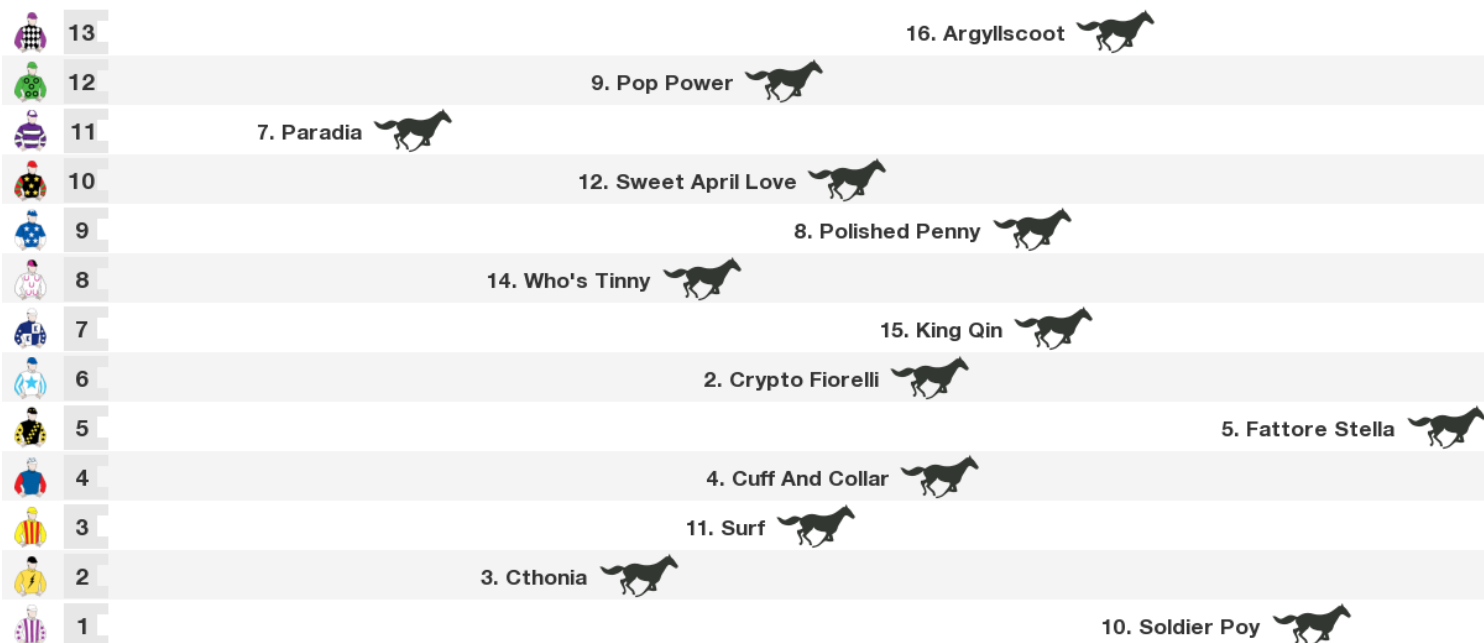 13 16. Argyllscoot
12 9. Pop Power
11 7. Paradia
10 12. Sweet April Love
9 8. Polished Penny
8 14. Who's Tinny
7 15. King Qin
6 2. Crypto Fiorelli
5 5. Fattore Stella
4 4. Cuff And Collar
3 11. Surf
2 3. Cthonia
1 10. Soldier Poy